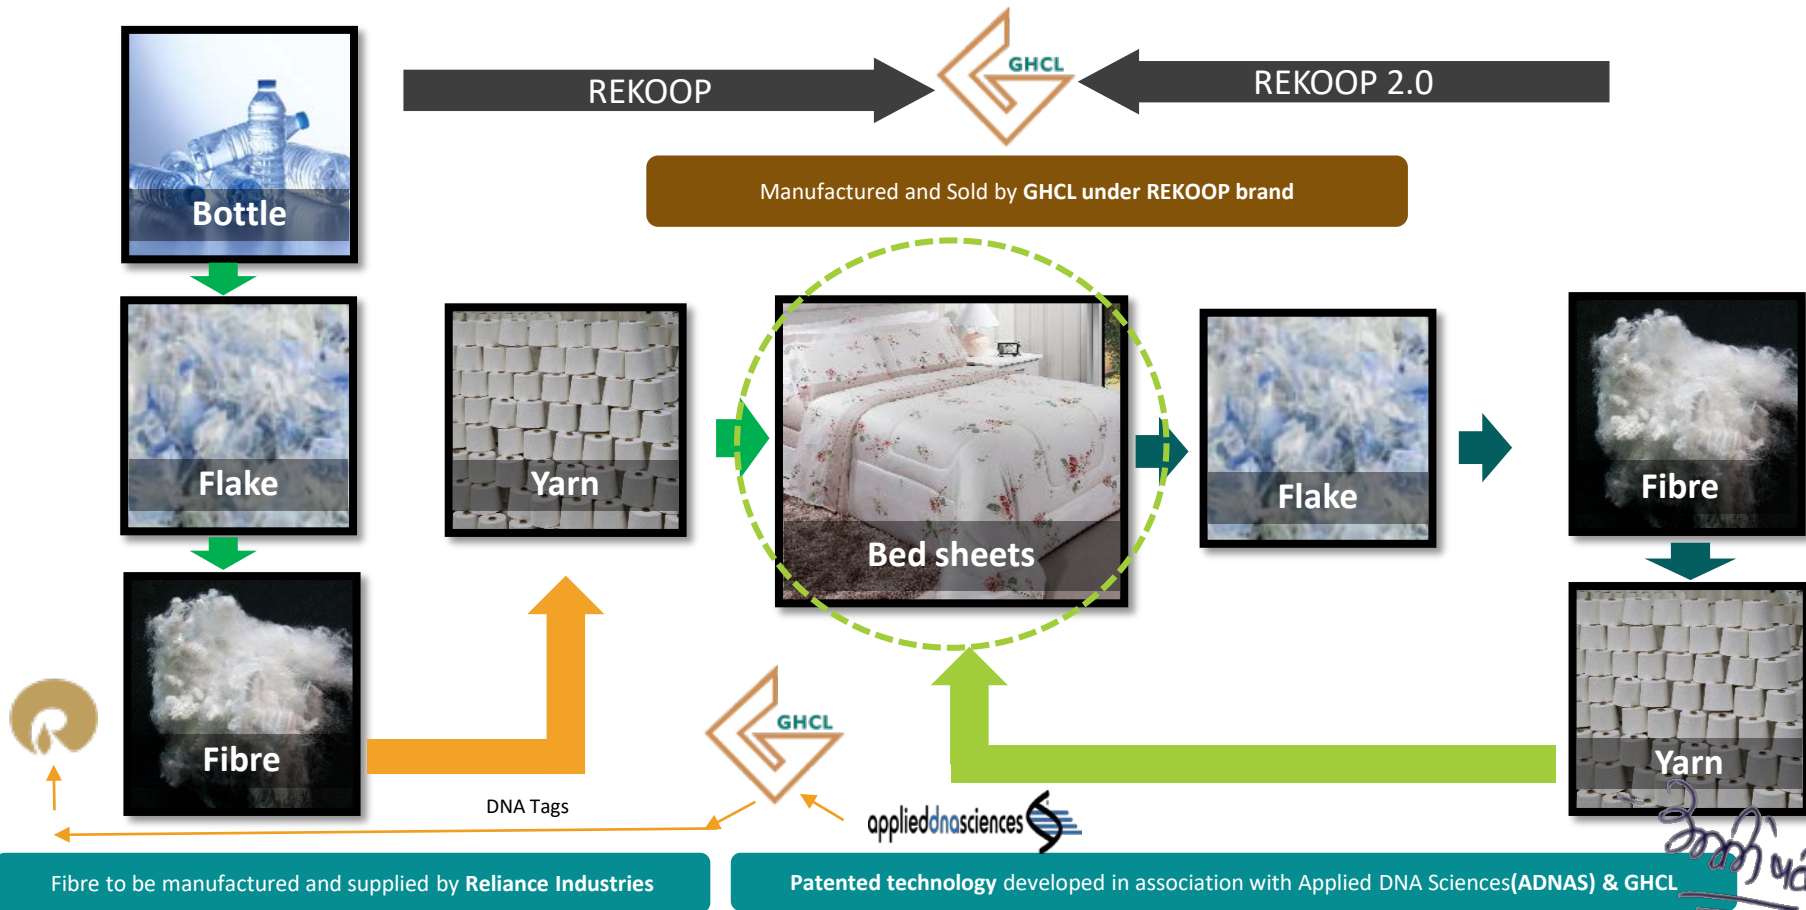 REKOOP
GHCL
REKOOP 2.0
Manufactured and Sold by GHCL under REKOOP brand
Bottle
Flake
Yarn
Bed sheets
Flake
Fibre
Fibre
GHCL
Yarn
DNA Tags
applieddnasciences
Fibre to be manufactured and supplied by Reliance Industries
Patented technology developed in association with Applied DNA Sciences(ADNAS) & GHCL